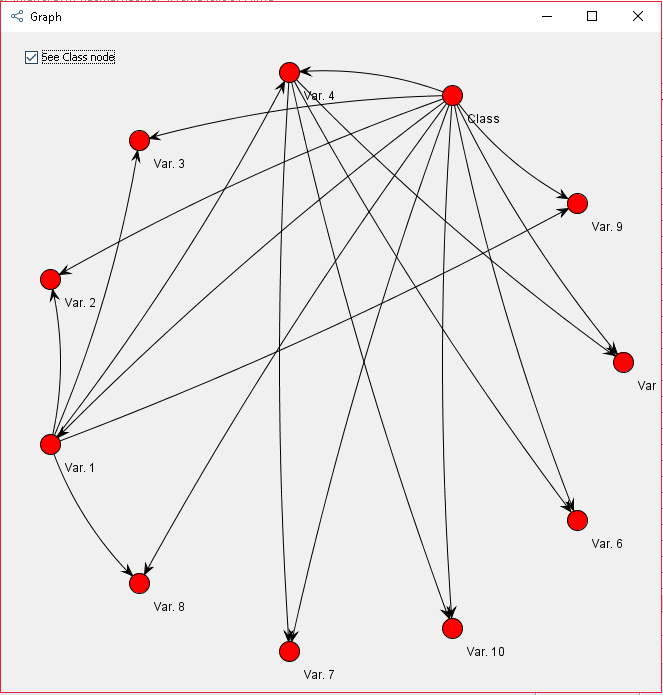 Graph
See Class node
Var. 4
Class
Var. 3
Var. 9
Var. 2
Var
Var. 1
Var. 6
Var. 8
Var. 10
Var. 7